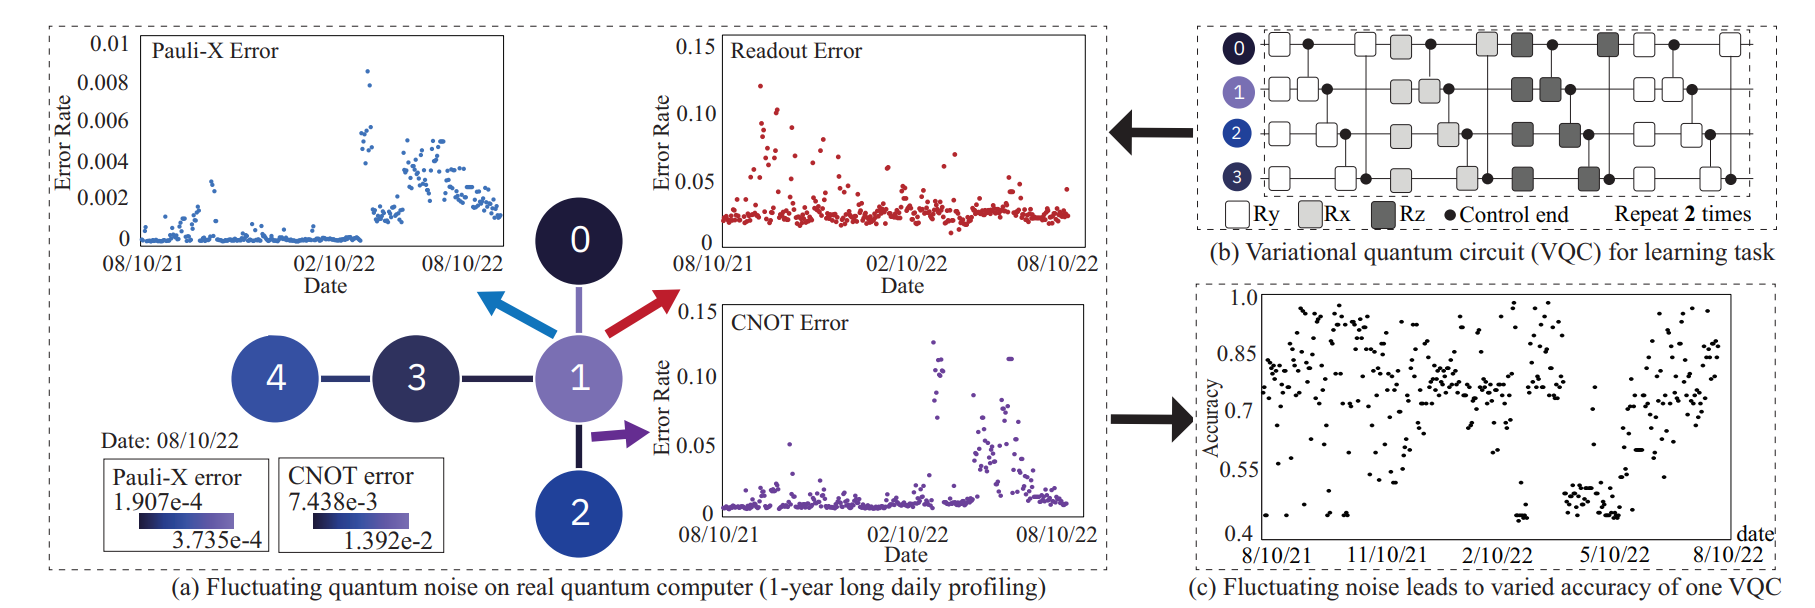 Pauli-X Error
0.01
0.008
0.006
0.004
0.002
0
Error Rate
08/10/21
02/10/22
08/10/22
Date
Readout Error
0.15
0.10
0.05
0
Error Rate
08/10/21
02/10/22
08/10/22
Date
CNOT Error
0.15
0.10
0.05
0
Error Rate
08/10/21
02/10/22
08/10/22
Date
0
4
3
1
2
Date: 08/10/22
Pauli-X error
1.907e-4
3.735e-4
CNOT error
7.438e-3
1.392e-2
(a) Fluctuating quantum noise on real quantum computer (1-year long daily profiling)
0
1
2
3
Ry
Rx
Rz
Control end
Repeat 2 times
(b) Variational quantum circuit (VQC) for learning task
1.0
0.85
0.7
0.55
0.4
Accuracy
date
8/10/21
11/10/21
2/10/22
5/10/22
8/10/22
(c) Fluctuating noise leads to varied accuracy of one VQC